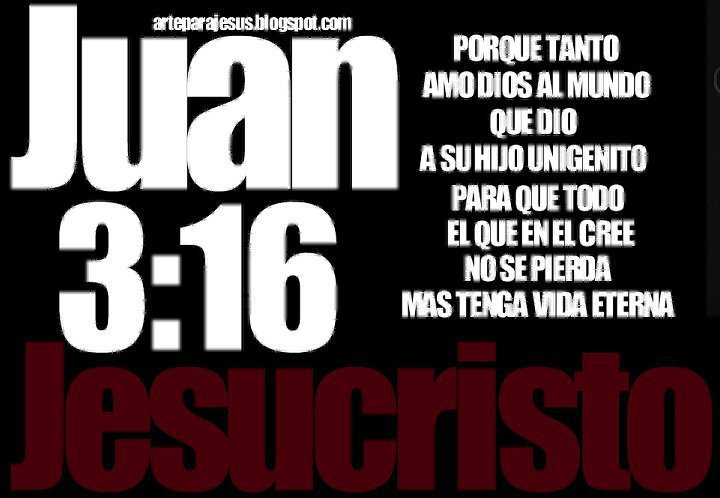 arteparajesus.blogspot.com
Juan
3:16
PORQUE TANTO
AMO DIOS AL MUNDO
QUE DIO
A SU HIJO UNIGENITO
PARA QUE TODO
EL QUE EN EL CREE
NO SE PIERDA
MAS TENGA VIDA ETERNA
Jesucristo